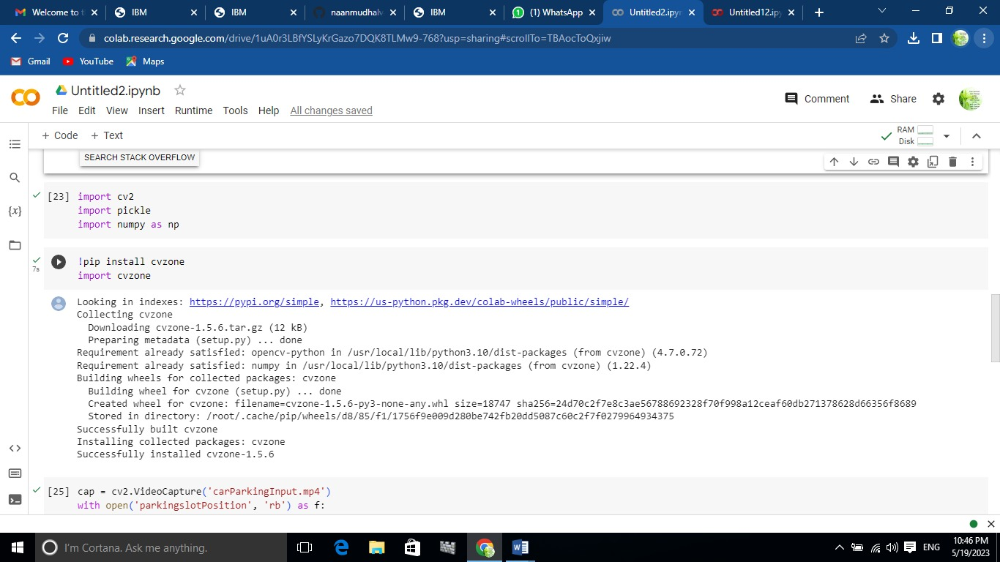 Welcome to t
IBM
IBM
naanmudhalv
IBM
(1) WhatsApp
Untitled2.ipyn
Untitled12.ip
colab.research.google.com/drive/1uA0r3LBfYSLyKrGazo7DQK8TLMw9-768?usp=sharing#scrollTo=TBAocToQxjiw
Gmail YouTube Maps
Untitled2.ipynb
Comment Share
File Edit View Insert Runtime Tools Help All changes saved
+ Code + Text
RAM
Disk
SEARCH STACK OVERFLOW
[23] import cv2
import pickle
import numpy as np
{x}
!pip install cvzone
7s
import cvzone
Looking in indexes: https://pypi.org/simple, https://us-python.pkg.dev/colab-wheels/public/simple/
Collecting cvzone
Downloading cvzone-1.5.6.tar.gz (12 kB)
Preparing metadata (setup.py) ... done
Requirement already satisfied: opencv-python in /usr/local/lib/python3.10/dist-packages (from cvzone) (4.7.0.72)
Requirement already satisfied: numpy in /usr/local/lib/python3.10/dist-packages (from cvzone) (1.22.4)
Building wheels for collected packages: cvzone
Building wheel for cvzone (setup.py) ... done
Created wheel for cvzone: filename=cvzone-1.5.6-py3-none-any.whl size=18747 sha256=24d70c2f7e8c3ae56788692328f70f998a12ceaf60db271378628d66356f8689
Stored in directory: /root/.cache/pip/wheels/d8/85/f1/1756f9e009d280be742fb20dd5087c60c2f7f0279964934375
Successfully built cvzone
Installing collected packages: cvzone
Successfully installed cvzone-1.5.6
[25] cap = cv2.VideoCapture('carParkingInput.mp4')
with open('parkingslotPosition', 'rb') as f:
I'm Cortana. Ask me anything.
ENG
10:46 PM
5/19/2023